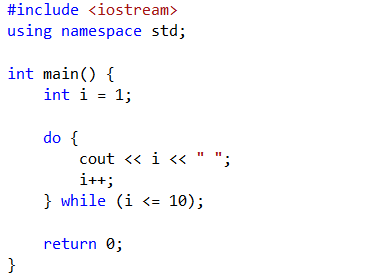 #include <iostream>
using namespace std;

int main() {
    int i = 1;

    do {
        cout << i << " ";
        i++;
    } while (i <= 10);

    return 0;
}